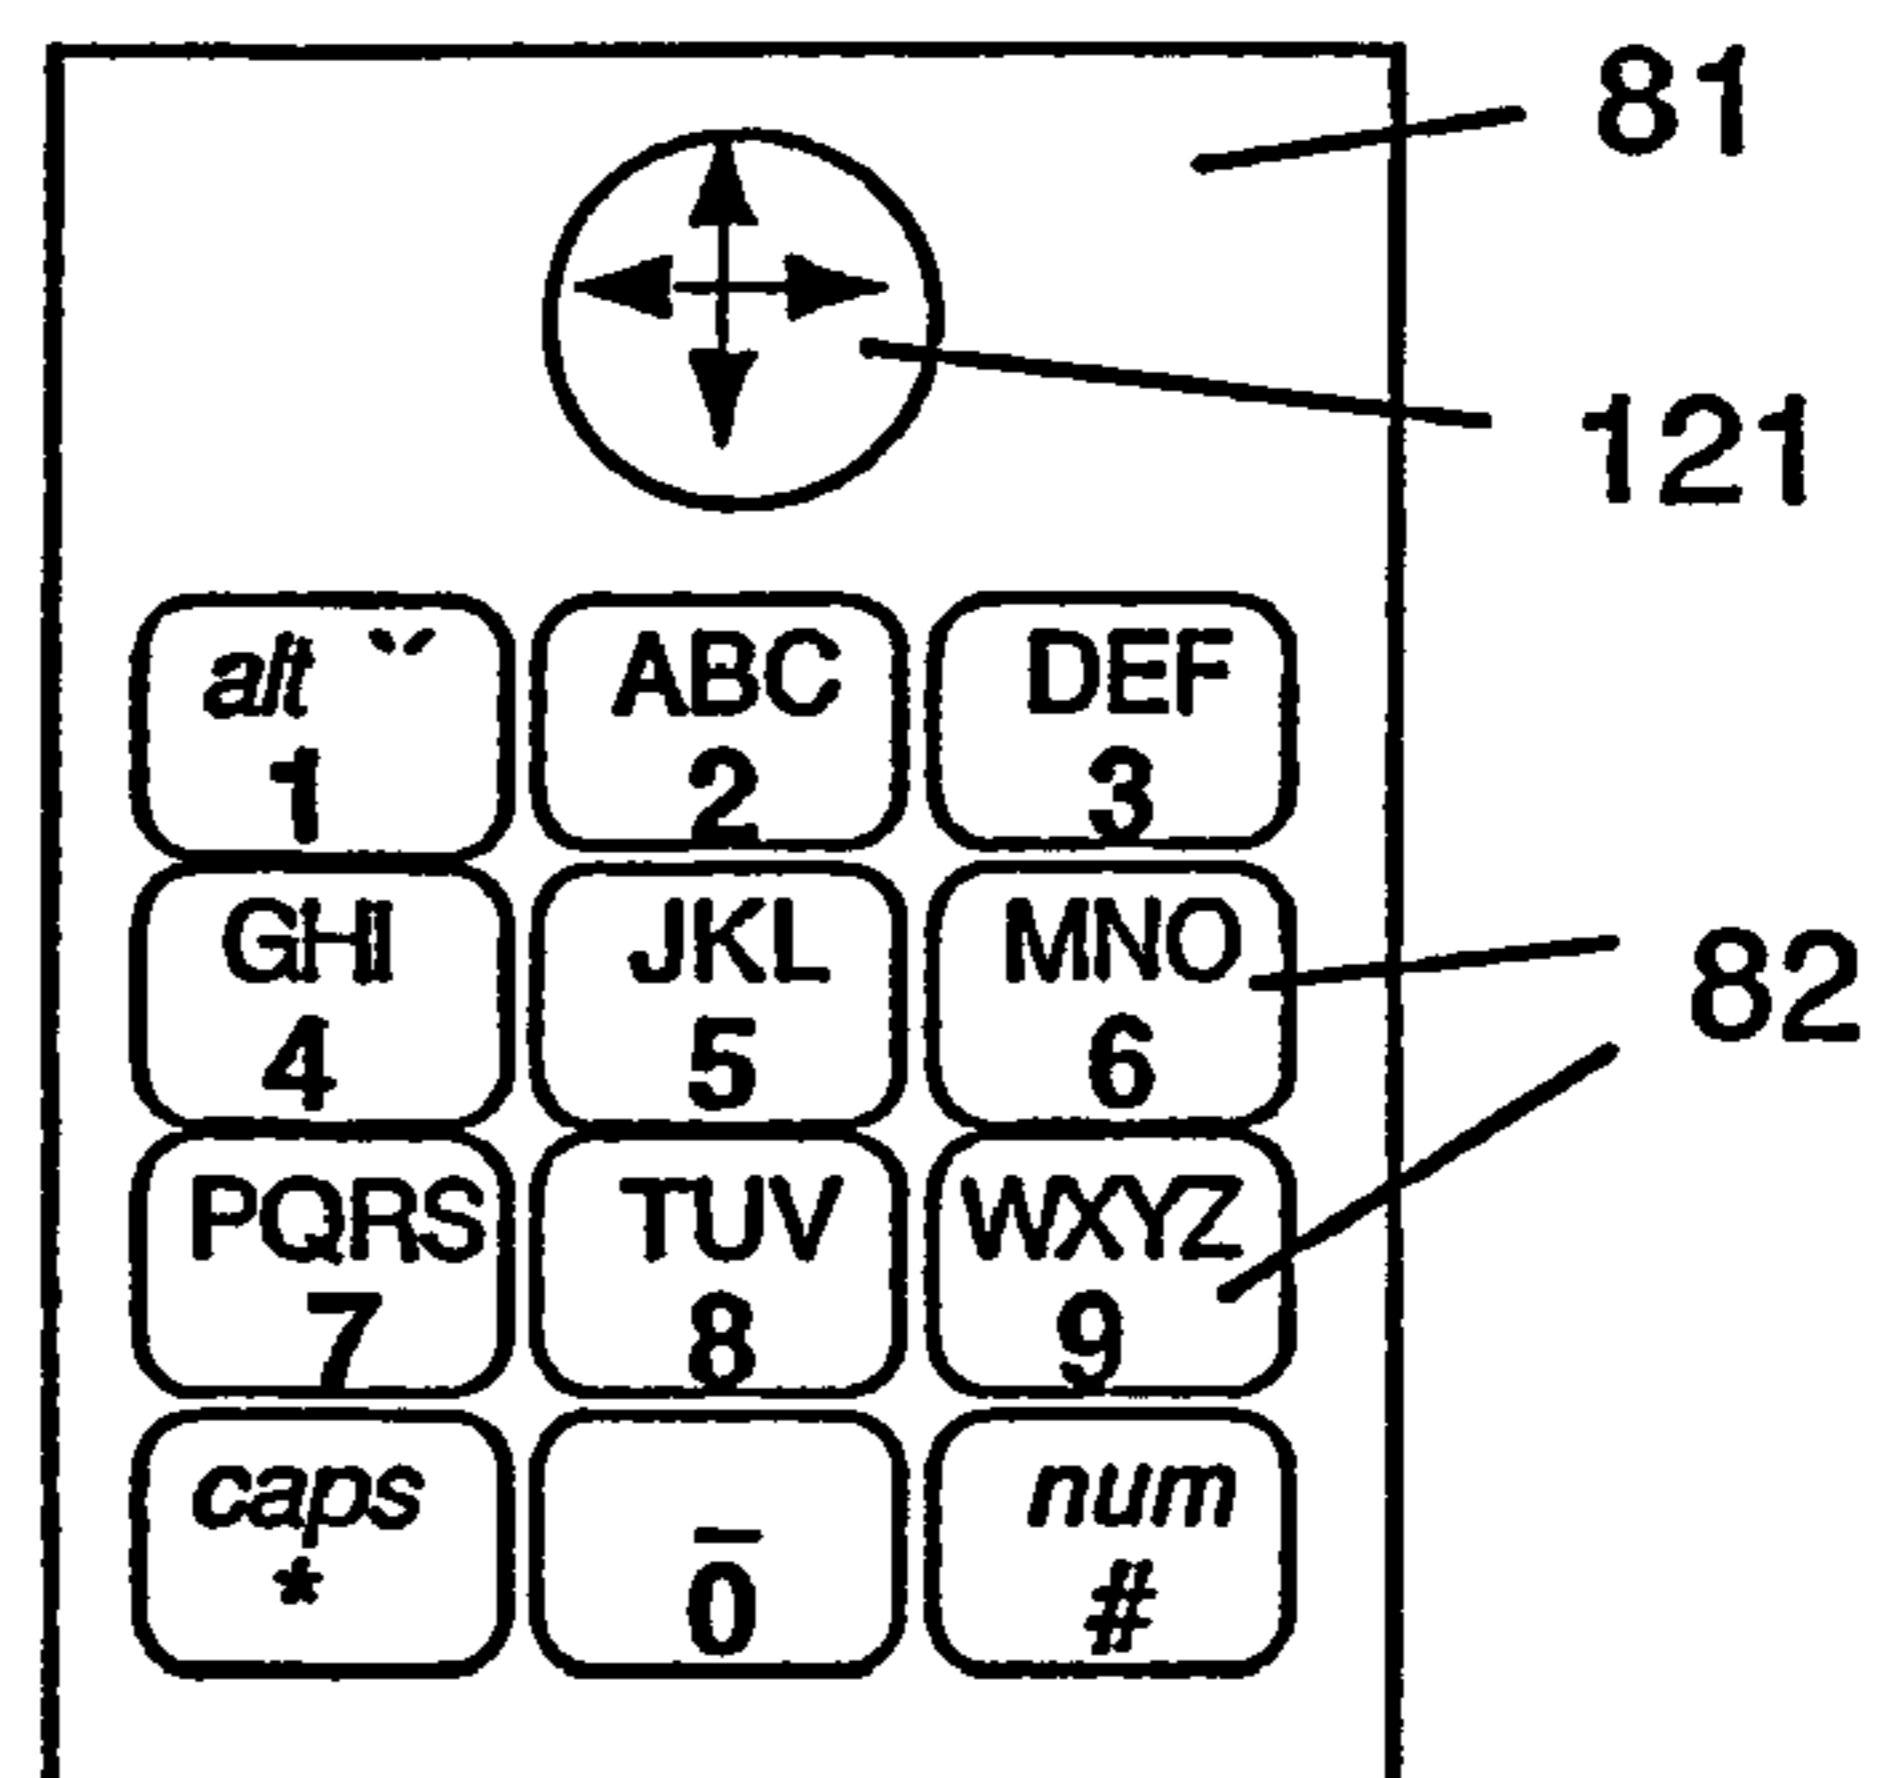 81
121
alt ` ´ ABC DEF
1 2 3
GHI JKL MNO
4 5 6
82
PQRS TUV WXYZ
7 8 9
caps _ num
* 0 #